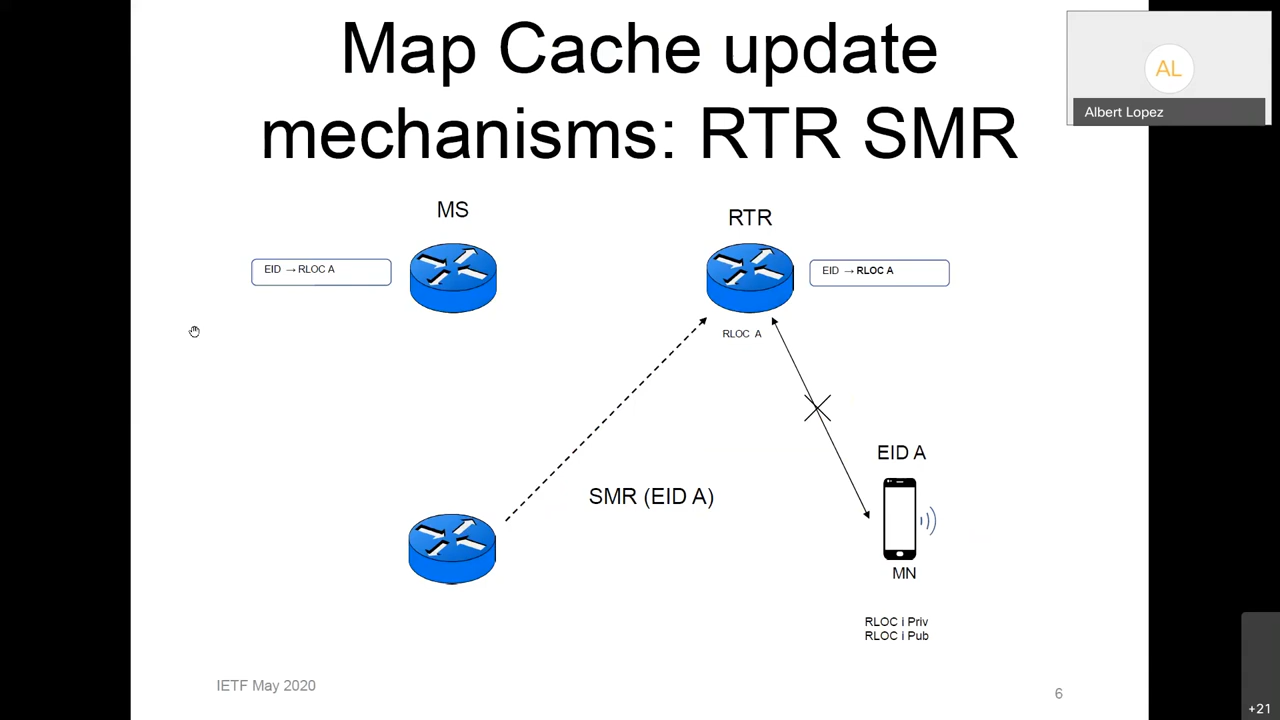 Map Cache update
mechanisms: RTR SMR
AL
Albert Lopez
MS
RTR
EID → RLOC A
EID → RLOC A
RLOC A
EID A
SMR (EID A)
MN
RLOC i Priv
RLOC i Pub
IETF May 2020
6
+21